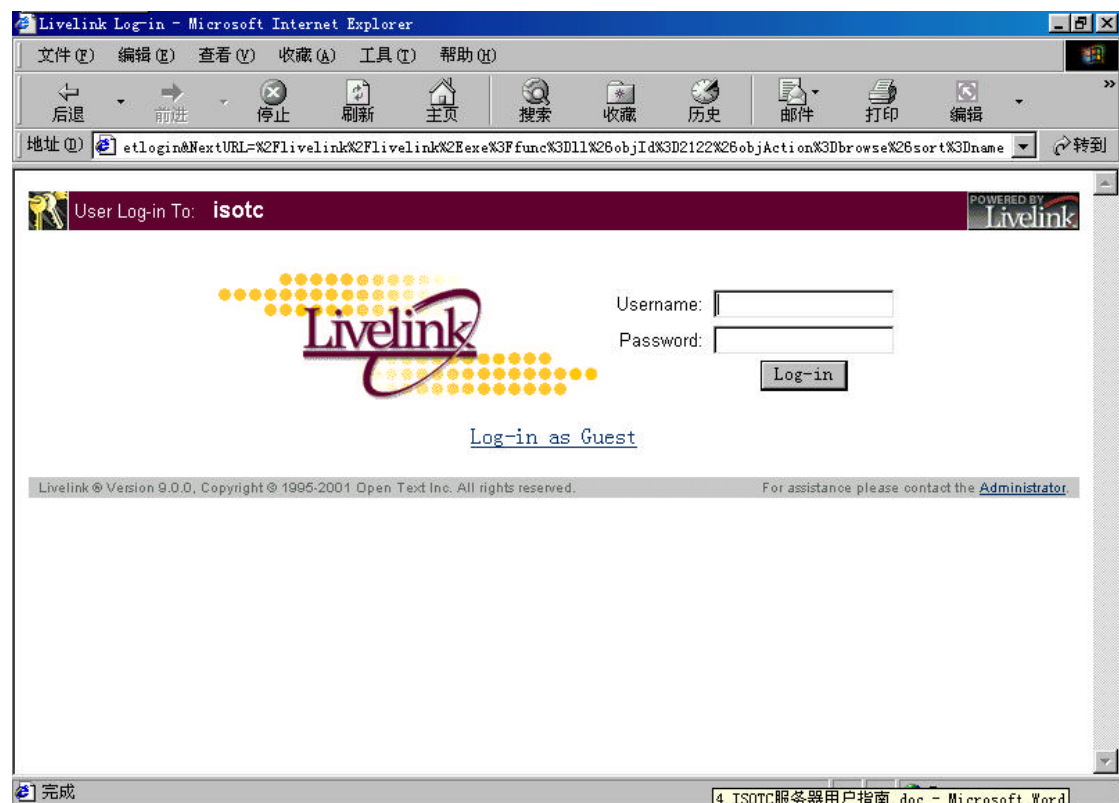 Livelink Log-in - Microsoft Internet Explorer
文件(F) 编辑(E) 查看(V) 收藏(A) 工具(T) 帮助(H)
后退 前进 停止 刷新 主页 搜索 收藏 历史 邮件 打印 编辑 »
地址(D) etlogin&NextURL=%2Flivelink%2Flivelink%2Eexe%3Ffunc%3Dll%26objId%3D2122%26objAction%3Dbrowse%26sort%3Dname 转到
User Log-in To: isotc POWERED BY Livelink
Livelink
Username:
Password:
Log-in
Log-in as Guest
Livelink ® Version 9.0.0, Copyright © 1995-2001 Open Text Inc. All rights reserved. For assistance please contact the Administrator.
完成
4 ISOTC服务器用户指南.doc - Microsoft Word